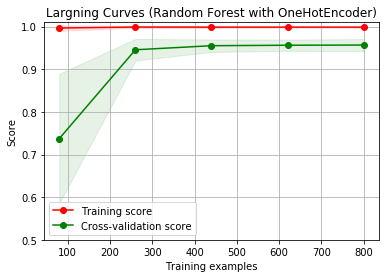 Largning Curves (Random Forest with OneHotEncoder)
1.0
0.9
0.8
0.7
0.6
0.5
Score
Training score
Cross-validation score
100 200 300 400 500 600 700 800
Training examples